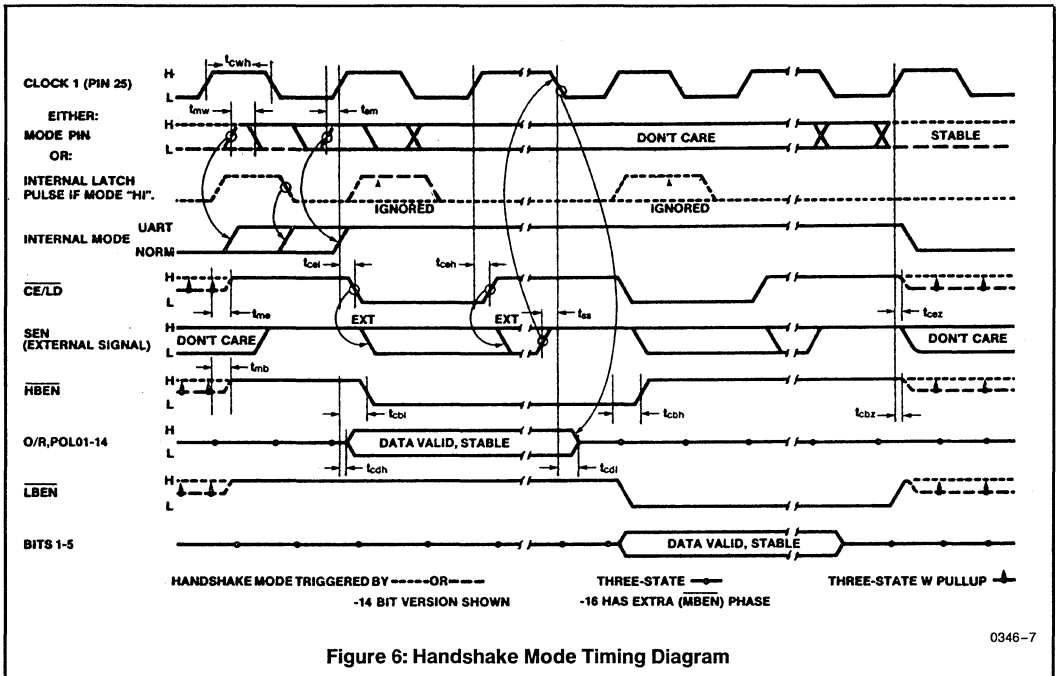 CLOCK 1 (PIN 25)
H
L
tcwh
EITHER:
MODE PIN
OR:
tmw
tsm
H
L
DON'T CARE
STABLE
INTERNAL LATCH
PULSE IF MODE "HI".
IGNORED
IGNORED
INTERNAL MODE
UART
NORM
tcel
tceh
CE/LD
H
L
tme
EXT
EXT
tss
tcez
SEN
(EXTERNAL SIGNAL)
H
L
DON'T CARE
DON'T CARE
tmb
HBEN
H
L
tcbl
tcbh
tcbz
O/R,POL01-14
H
L
DATA VALID, STABLE
tcdh
tcdl
LBEN
H
L
BITS 1-5
DATA VALID, STABLE
HANDSHAKE MODE TRIGGERED BY -----OR-- --
THREE-STATE
THREE-STATE W PULLUP
-14 BIT VERSION SHOWN
-16 HAS EXTRA (MBEN) PHASE
0346-7
Figure 6: Handshake Mode Timing Diagram